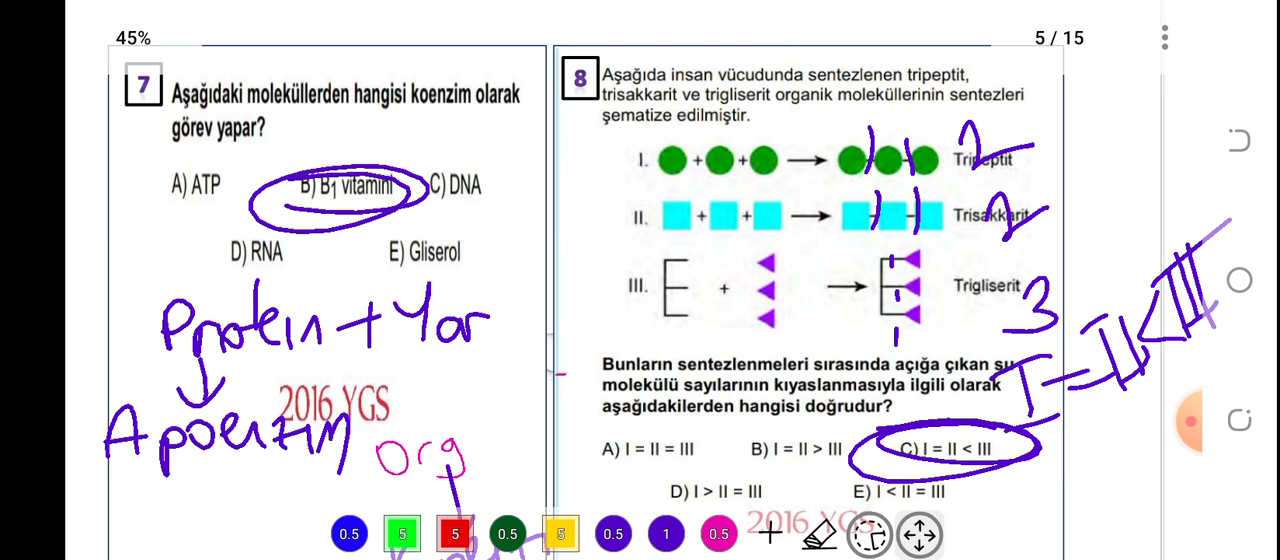 45%
5 / 15
7
Aşağıdaki moleküllerden hangisi koenzim olarak
görev yapar?
A) ATP B) B1 vitamini C) DNA
D) RNA E) Gliserol
Protein + Yar
Apoenzim
2016 YGS
Org
8
Aşağıda insan vücudunda sentezlenen tripeptit,
trisakkarit ve trigliserit organik moleküllerinin sentezleri
şematize edilmiştir.
I. + + Tripeptit 2
II. + + Trisakkarit 2
III. + Trigliserit 3
I = II < III
Bunların sentezlenmeleri sırasında açığa çıkan su
molekülü sayılarının kıyaslanmasıyla ilgili olarak
aşağıdakilerden hangisi doğrudur?
A) I = II = III B) I = II > III C) I = II < III
D) I > II = III E) I < II = III
2016 YGS
0.5 5 5 0.5 5 0.5 1 0.5